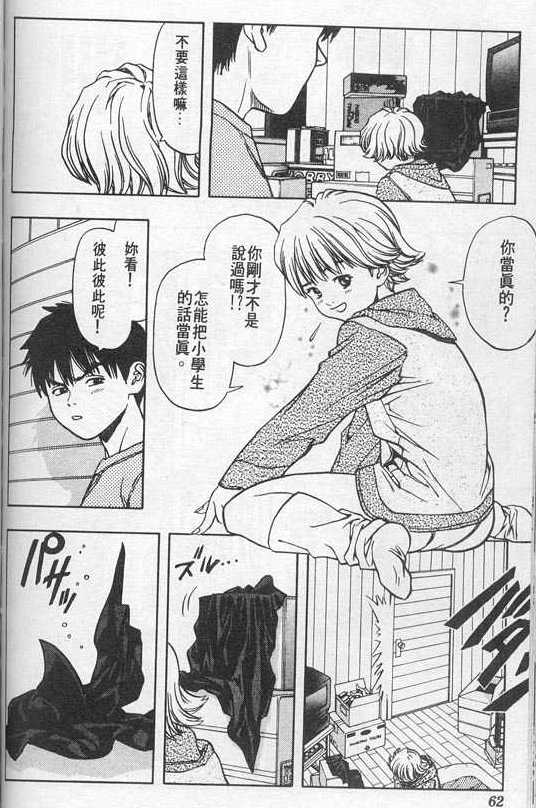 不要這樣嘛…
你當真的？
你剛才不是
說過嗎!?
怎能把小學生
的話當真。
妳看！
彼此彼此呢！
ズル…
パサッ
62